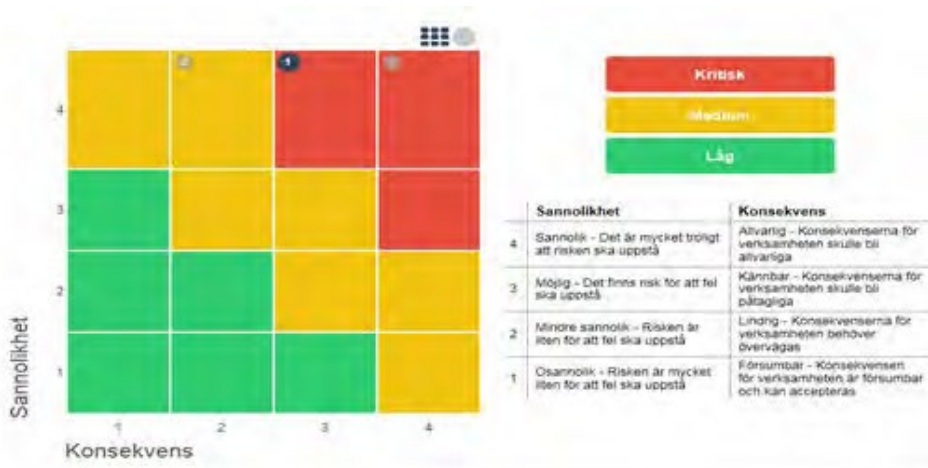 Kritisk
Medium
Låg
4
3
2
1
Sannolikhet
1
2
3
4
Konsekvens
Sannolikhet Konsekvens
4 Sannolik - Det är mycket troligt att risken ska uppstå
Allvarlig - Konsekvenserna för verksamheten skulle bli allvarliga
3 Möjlig - Det finns risk för att fel ska uppstå
Kännbar - Konsekvenserna för verksamheten skulle bli påtagliga
2 Mindre sannolik - Risken är liten för att fel ska uppstå
Lindrig - Konsekvenserna för verksamheten behöver övervägas
1 Osannolik - Risken är mycket liten för att fel ska uppstå
Försumbar - Konsekvensen för verksamheten är försumbar och kan accepteras